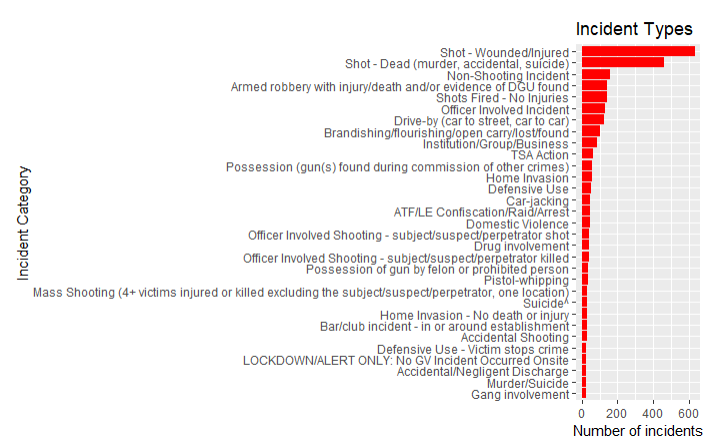 Incident Types
Incident Category
Shot - Wounded/Injured
Shot - Dead (murder, accidental, suicide)
Non-Shooting Incident
Armed robbery with injury/death and/or evidence of DGU found
Shots Fired - No Injuries
Officer Involved Incident
Drive-by (car to street, car to car)
Brandishing/flourishing/open carry/lost/found
Institution/Group/Business
TSA Action
Possession (gun(s) found during commission of other crimes)
Home Invasion
Defensive Use
Car-jacking
ATF/LE Confiscation/Raid/Arrest
Domestic Violence
Officer Involved Shooting - subject/suspect/perpetrator shot
Drug involvement
Officer Involved Shooting - subject/suspect/perpetrator killed
Possession of gun by felon or prohibited person
Pistol-whipping
Mass Shooting (4+ victims injured or killed excluding the subject/suspect/perpetrator, one location)
Suicide^
Home Invasion - No death or injury
Bar/club incident - in or around establishment
Accidental Shooting
Defensive Use - Victim stops crime
LOCKDOWN/ALERT ONLY: No GV Incident Occurred Onsite
Accidental/Negligent Discharge
Murder/Suicide
Gang involvement
0 200 400 600
Number of incidents